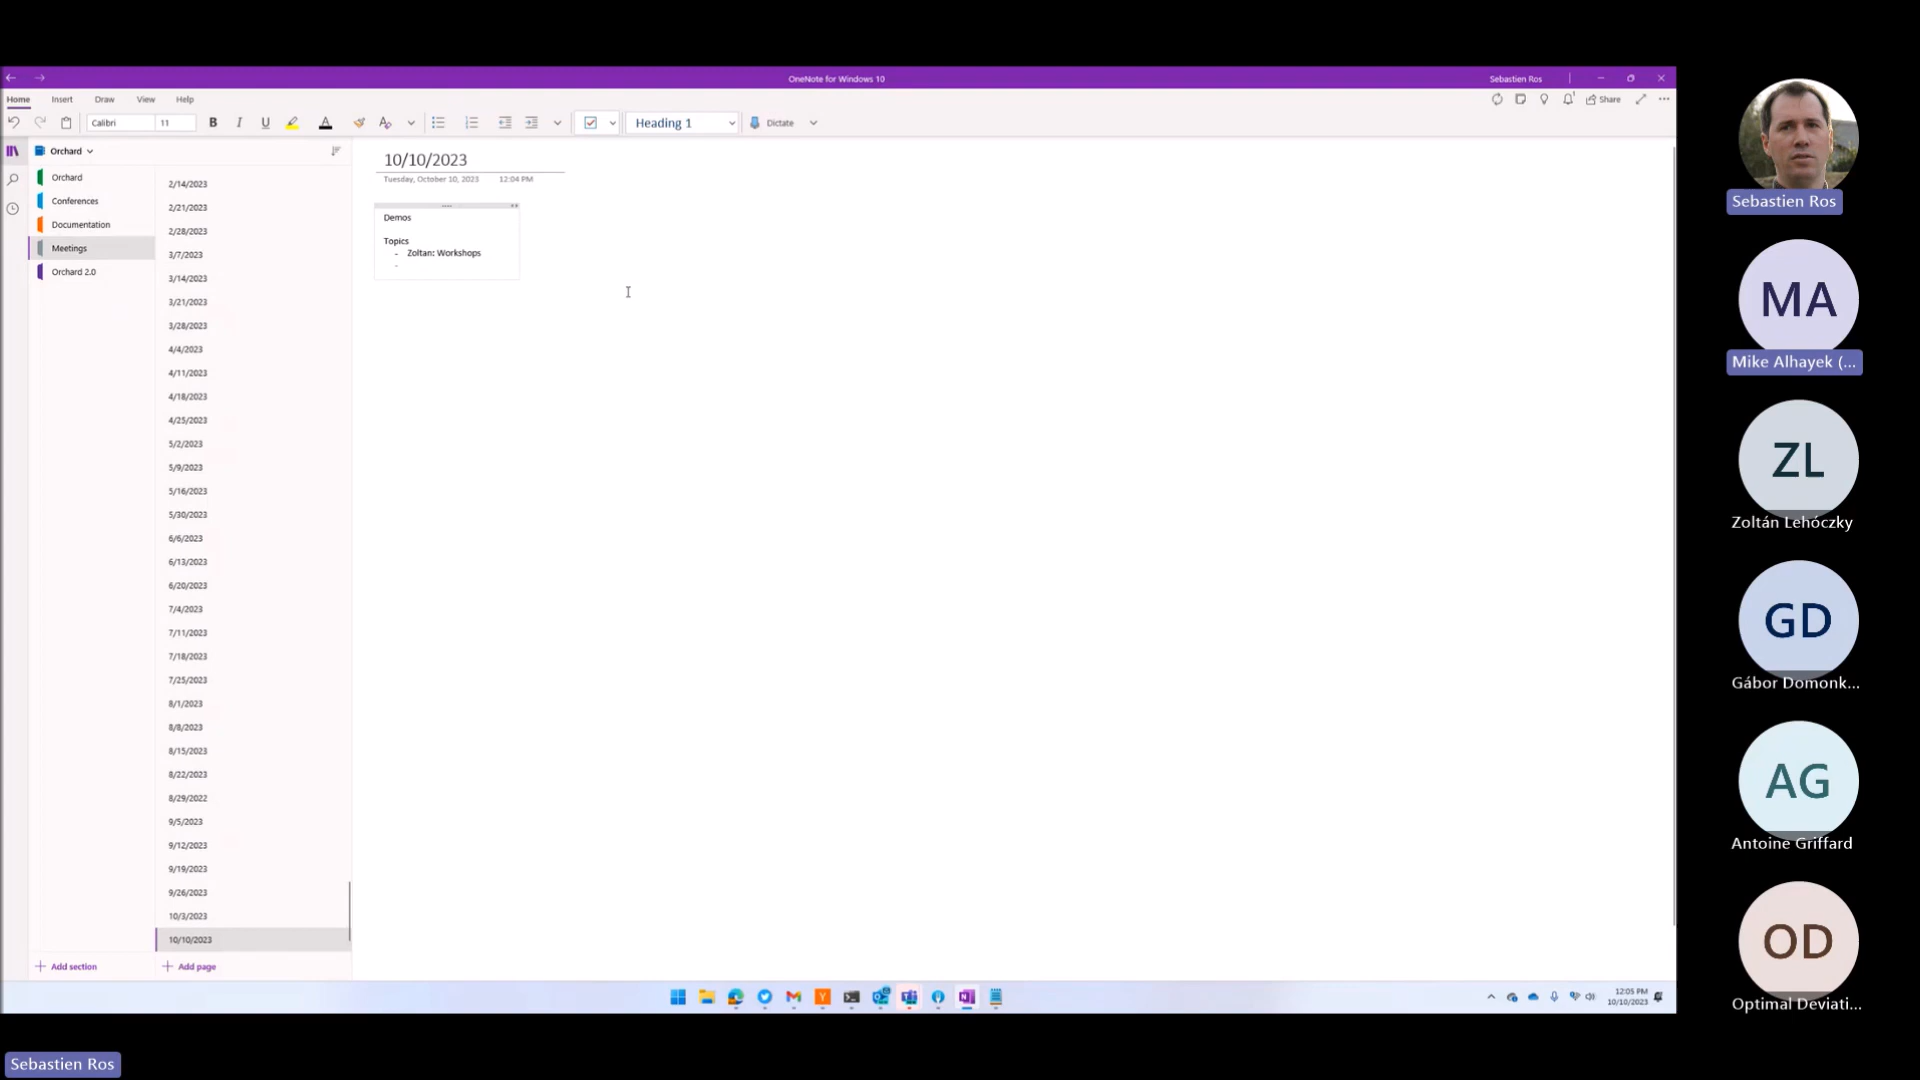 OneNote for Windows 10
Sebastien Ros
Home
Insert
Draw
View
Help
Share
Calibri
11
B
I
U
A
Heading 1
Dictate
Orchard
Orchard
Conferences
Documentation
Meetings
Orchard 2.0
2/14/2023
2/21/2023
2/28/2023
3/7/2023
3/14/2023
3/21/2023
3/28/2023
4/4/2023
4/11/2023
4/18/2023
4/25/2023
5/2/2023
5/9/2023
5/16/2023
5/30/2023
6/6/2023
6/13/2023
6/20/2023
7/4/2023
7/11/2023
7/18/2023
7/25/2023
8/1/2023
8/8/2023
8/15/2023
8/22/2023
8/29/2022
9/5/2023
9/12/2023
9/19/2023
9/26/2023
10/3/2023
10/10/2023
Add section
Add page
10/10/2023
Tuesday, October 10, 2023 12:04 PM
Demos
Topics
- Zoltan: Workshops
-
12:05 PM
10/10/2023
Sebastien Ros
MA
Mike Alhayek (...
ZL
Zoltán Lehóczky
GD
Gábor Domonk...
AG
Antoine Griffard
OD
Optimal Deviati...
Sebastien Ros